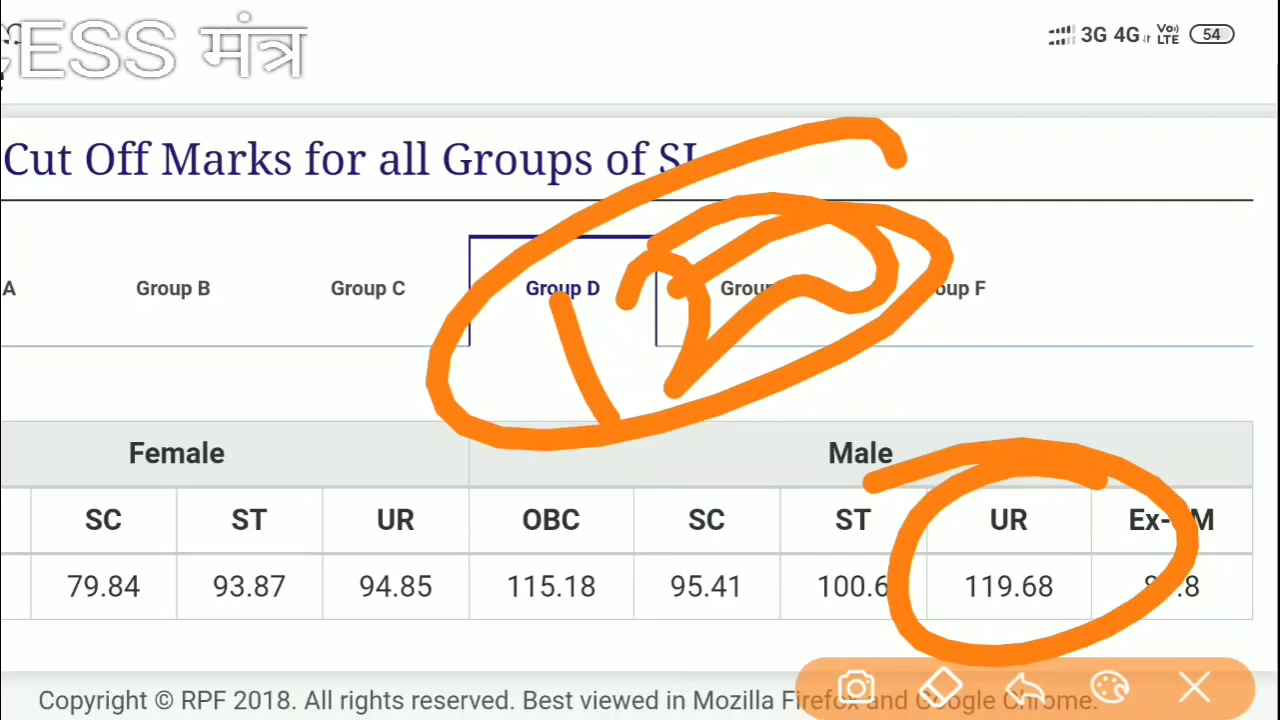 ESS मंत्र
3G 4G Vo) LTE 54
Cut Off Marks for all Groups of SI
A Group B Group C Group D
Female Male
SC ST UR OBC SC ST UR
79.84 93.87 94.85 115.18 95.41 100.6 119.68
Copyright © RPF 2018. All rights reserved. Best viewed in Mozilla Firefox and Google Chrome.